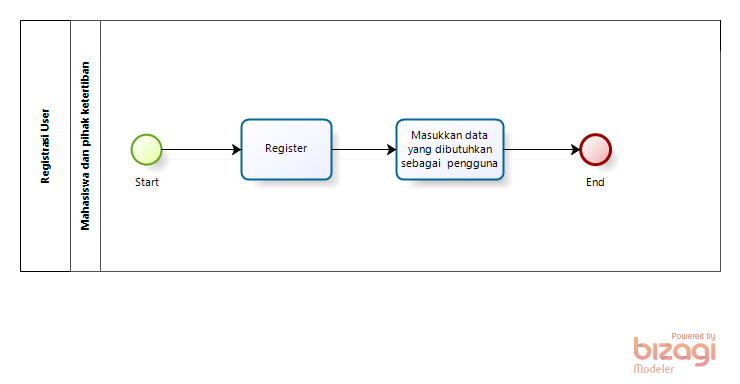 Registrasi User
Mahasiswa dan pihak ketertiban
Start
Register
Masukkan data
yang dibutuhkan
sebagai pengguna
End
Powered by
bizagi
Modeler